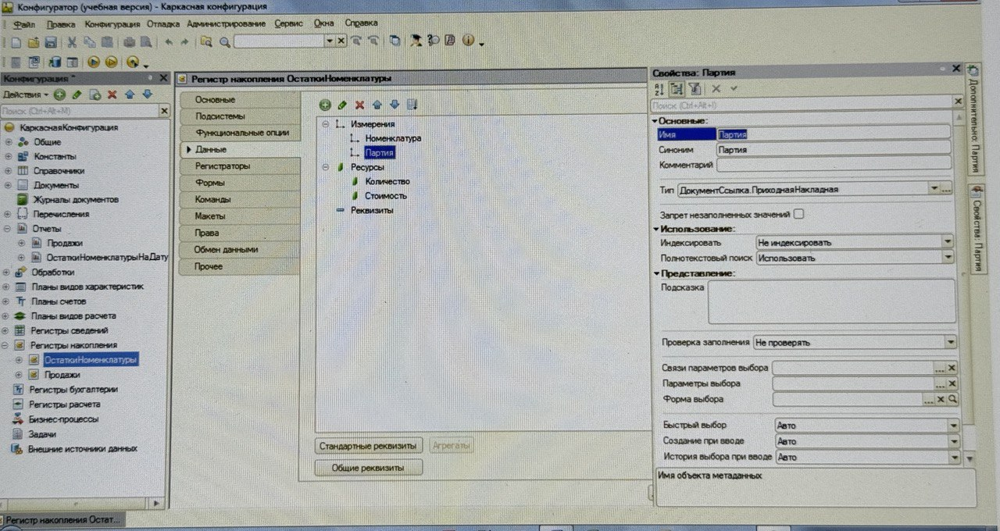 Конфигуратор (учебная версия) - Каркасная конфигурация
Файл Правка Конфигурация Отладка Администрирование Сервис Окна Справка
Конфигурация *
Действия
Поиск (Ctrl+Alt+M)
КаркаснаяКонфигурация
Общие
Константы
Справочники
Документы
Журналы документов
Перечисления
Отчеты
Продажи
ОстаткиНоменклатурыНаДату
Обработки
Планы видов характеристик
Планы счетов
Планы видов расчета
Регистры сведений
Регистры накопления
ОстаткиНоменклатуры
Продажи
Регистры бухгалтерии
Регистры расчета
Бизнес-процессы
Задачи
Внешние источники данных
Регистр накопления ОстаткиНоменклатуры
Основные
Подсистемы
Функциональные опции
Данные
Регистраторы
Формы
Команды
Макеты
Права
Обмен данными
Прочее
Измерения
Номенклатура
Партия
Ресурсы
Количество
Стоимость
Реквизиты
Стандартные реквизиты Агрегаты
Общие реквизиты
Свойства: Партия
Поиск (Ctrl+Alt+I)
Основные:
Имя Партия
Синоним Партия
Комментарий
Тип ДокументСсылка.ПриходнаяНакладная
Запрет незаполненных значений
Использование:
Индексировать Не индексировать
Полнотекстовый поиск Использовать
Представление:
Подсказка
Проверка заполнения Не проверять
Связи параметров выбора
Параметры выбора
Форма выбора
Быстрый выбор Авто
Создание при вводе Авто
История выбора при вводе Авто
Имя объекта метаданных
Дополнительно: Партия
Свойства: Партия
Регистр накопления Остат...